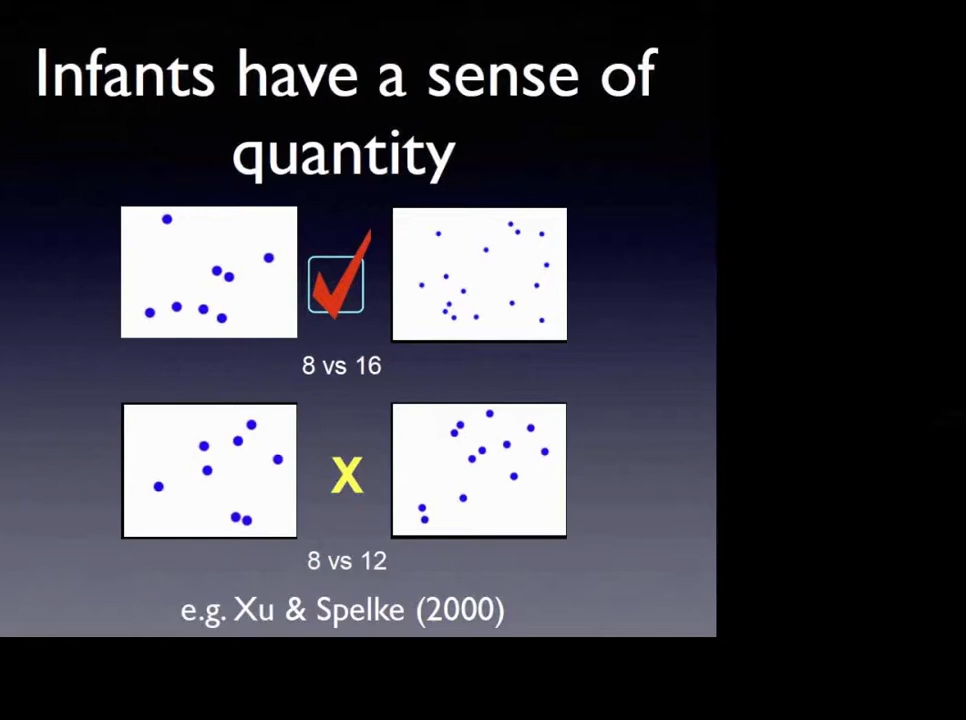 Infants have a sense of
quantity
8 vs 16
X
8 vs 12
e.g. Xu & Spelke (2000)